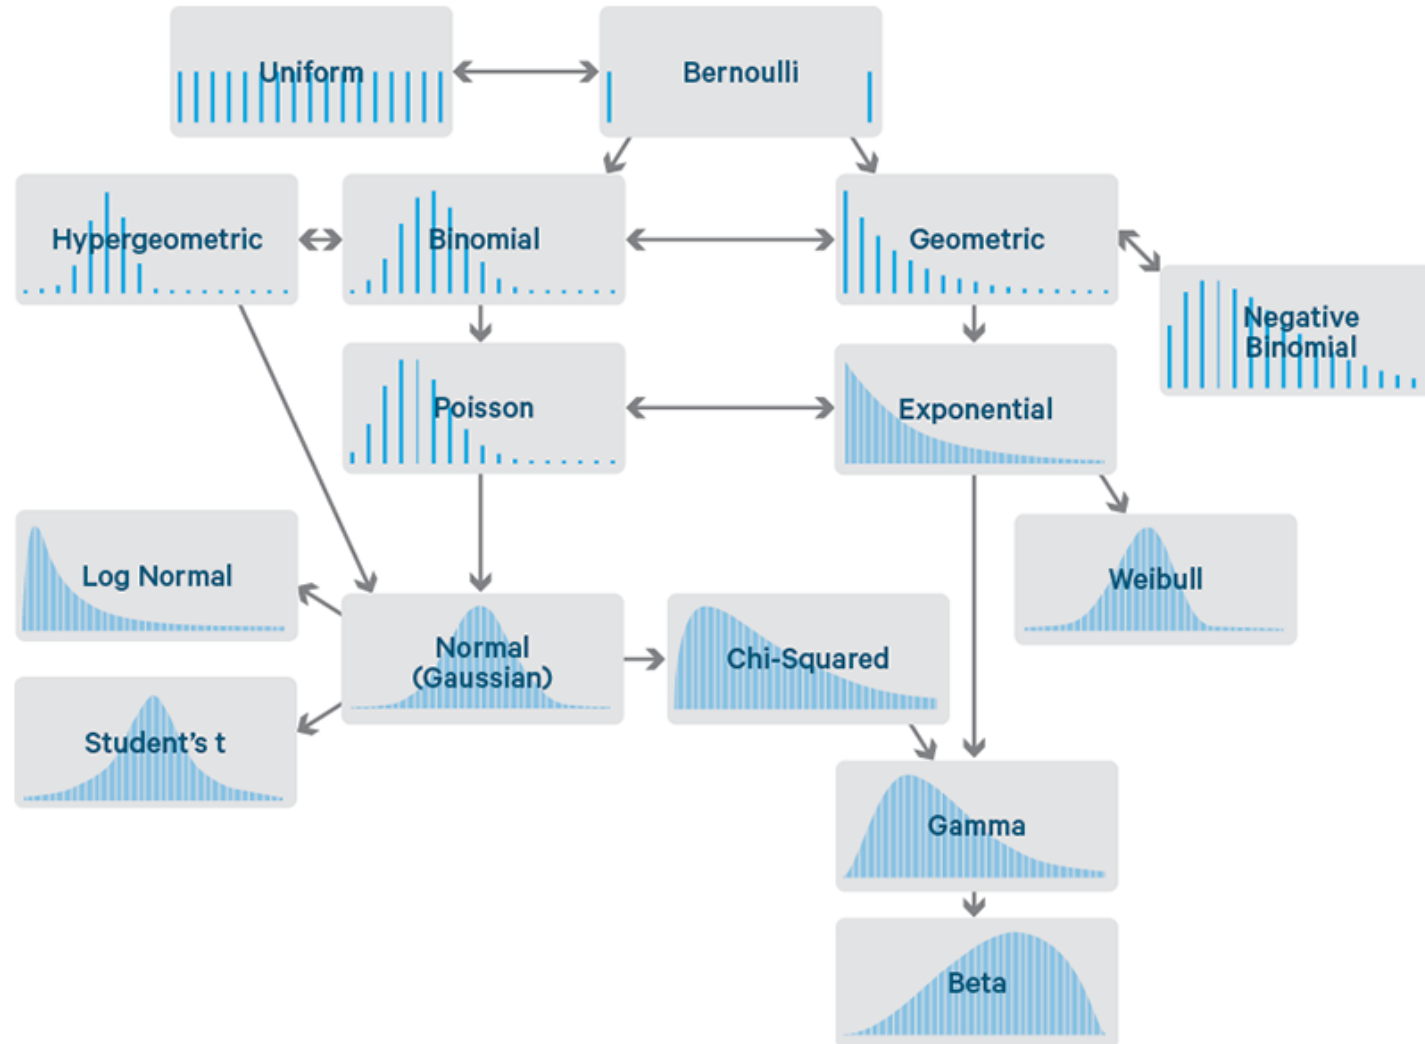 Uniform
Bernoulli
Hypergeometric
Binomial
Geometric
Negative
Binomial
Poisson
Exponential
Log Normal
Weibull
Normal
(Gaussian)
Chi-Squared
Student's t
Gamma
Beta